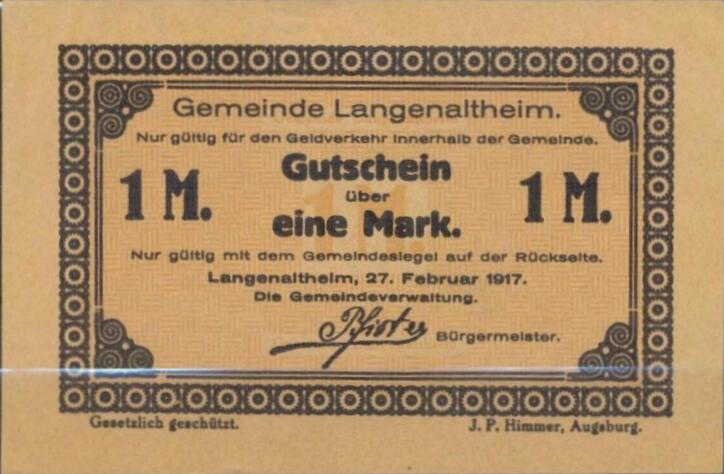 Gemeinde Langenaltheim.
Nur gültig für den Geldverkehr innerhalb der Gemeinde.
Gutschein
1 M. über 1 M.
eine Mark.
Nur gültig mit dem Gemeindesiegel auf der Rückseite.
Langenaltheim, 27. Februar 1917.
Die Gemeindeverwaltung.
Pfister Bürgermeister.
Gesetzlich geschützt. J. P. Himmer, Augsburg.